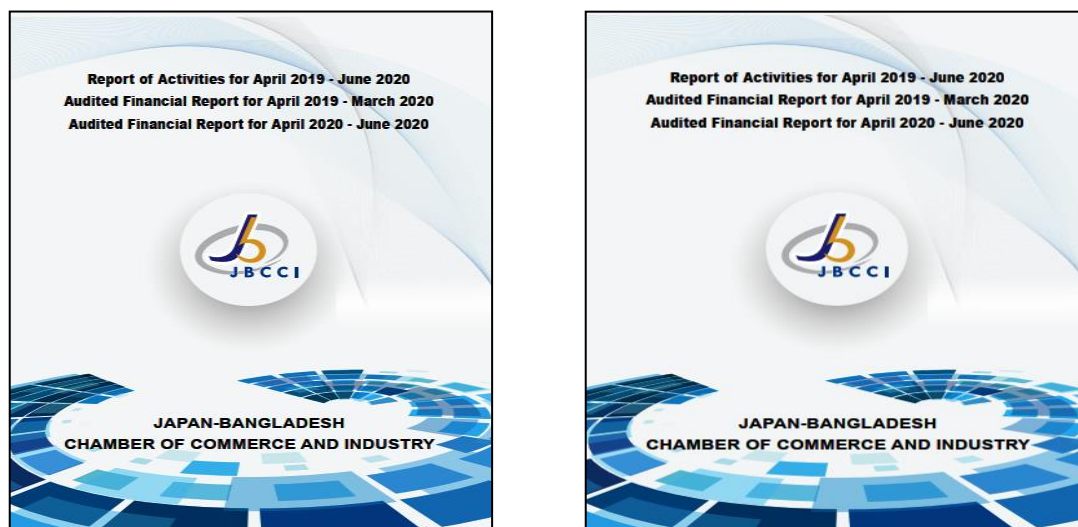 Report of Activities for April 2019 - June 2020
Audited Financial Report for April 2019 - March 2020
Audited Financial Report for April 2020 - June 2020
JBCCI
JAPAN-BANGLADESH
CHAMBER OF COMMERCE AND INDUSTRY
Report of Activities for April 2019 - June 2020
Audited Financial Report for April 2019 - March 2020
Audited Financial Report for April 2020 - June 2020
JBCCI
JAPAN-BANGLADESH
CHAMBER OF COMMERCE AND INDUSTRY